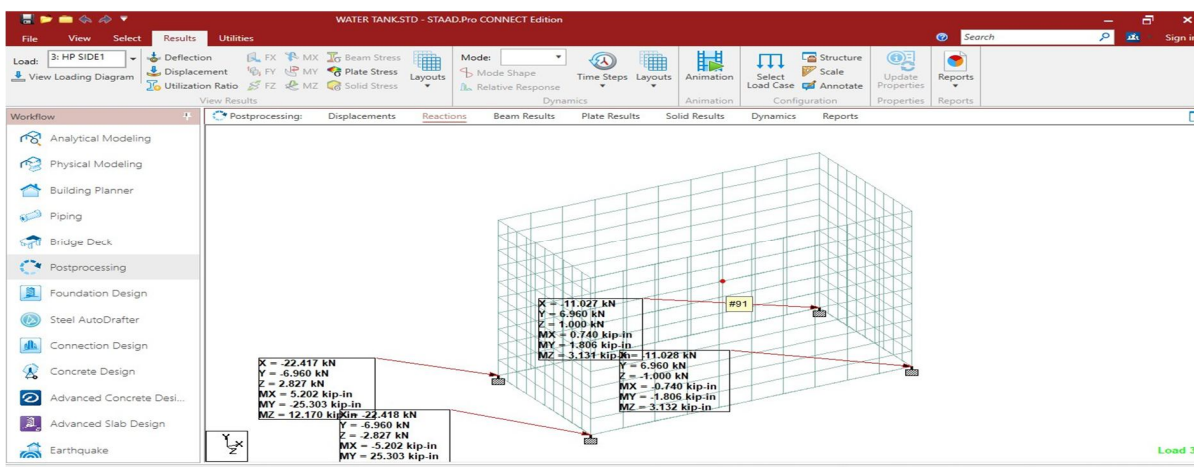 WATER TANK.STD - STAAD.Pro CONNECT Edition
File View Select Results Utilities Search Sign in
Load: 3: HP SIDE1
View Loading Diagram
Deflection FX MX Beam Stress
Displacement FY MY Plate Stress
Utilization Ratio FZ MZ Solid Stress
Layouts
View Results
Mode:
Mode Shape
Relative Response
Time Steps Layouts
Dynamics
Animation
Animation
Select Load Case
Structure
Scale
Annotate
Configuration
Update Properties
Properties
Reports
Reports
Workflow
Postprocessing: Displacements Reactions Beam Results Plate Results Solid Results Dynamics Reports
Analytical Modeling
Physical Modeling
Building Planner
Piping
Bridge Deck
Postprocessing
Foundation Design
Steel AutoDrafter
Connection Design
Concrete Design
Advanced Concrete Desi...
Advanced Slab Design
Earthquake
X = -11.027 kN
Y = 6.960 kN
Z = 1.000 kN
MX = 0.740 kip-in
MY = 1.806 kip-in
MZ = 3.131 kip-in
#91
X = -11.028 kN
Y = 6.960 kN
Z = -1.000 kN
MX = -0.740 kip-in
MY = -1.806 kip-in
MZ = 3.132 kip-in
X = -22.417 kN
Y = -6.960 kN
Z = 2.827 kN
MX = 5.202 kip-in
MY = -25.303 kip-in
MZ = 12.170 kip-in
X = -22.418 kN
Y = -6.960 kN
Z = -2.827 kN
MX = -5.202 kip-in
MY = 25.303 kip-in
Y
X
Z
Load 3